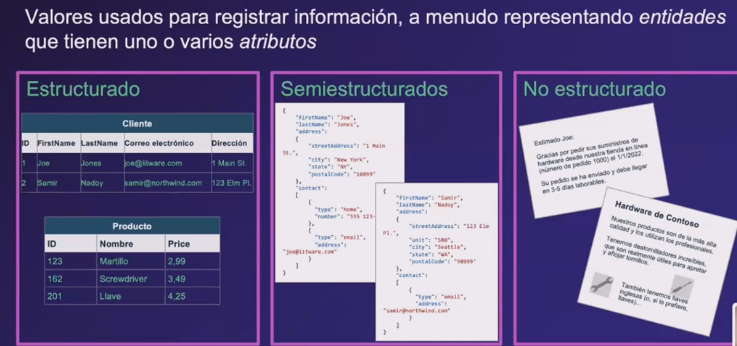 Valores usados para registrar información, a menudo representando entidades
que tienen uno o varios atributos
Estructurado
Cliente
ID FirstName LastName Correo electrónico Dirección
1 Joe Jones joe@litware.com 1 Main St.
2 Samir Nadoy samir@northwind.com 123 Elm Pl.
Producto
ID Nombre Price
123 Martillo 2,99
162 Screwdriver 3,49
201 Llave 4,25
Semiestructurados
{
"firstName": "Joe",
"lastName": "Jones",
"address":
{
"streetAddress": "1 Main
St.",
"city": "New York",
"state": "NY",
"postalCode": "10099"
},
"contact":
[
{
"type": "home",
"number": "555 123-
},
{
"type": "email",
"address":
"joe@litware.com"
}
]
}
{
"firstName": "Samir",
"lastName": "Nadoy",
"address":
{
"streetAddress": "123 Elm
Pl.",
"unit": "500",
"city": "Seattle",
"state": "WA",
"postalCode": "98999"
},
"contact":
[
{
"type": "email",
"address":
"samir@northwind.com"
}
]
}
No estructurado
Estimado Joe:
Gracias por pedir sus suministros de
hardware desde nuestra tienda en línea
(número de pedido 1000) el 1/1/2022.
Su pedido se ha enviado y debe llegar
en 3-5 días laborables.
Hardware de Contoso
Nuestros productos son de la más alta
calidad y los utilizan los profesionales.
Tenemos destornilladores increíbles,
que son realmente útiles para apretar
y aflojar tornillos.
También tenemos llaves
inglesas (o, si lo prefiere,
llaves)...